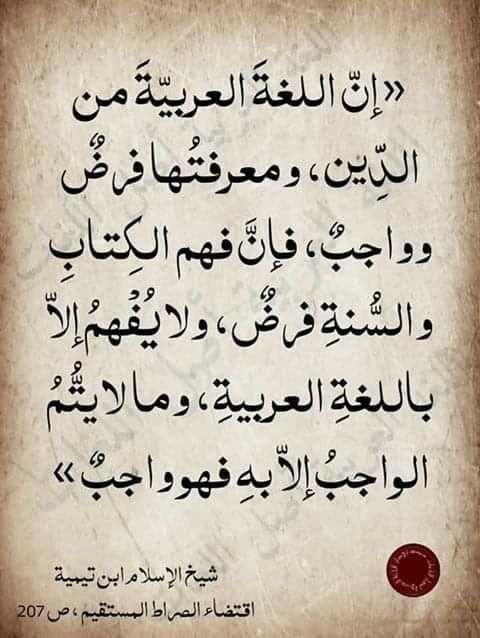 «إنّ اللغةَ العربيّةَ من
الدِّين، ومعرفتُها فرضٌ
وواجبٌ، فإنَّ فهم الكِتابِ
والسُّنةِ فرضٌ، ولا يُفْهمُ إلاّ
باللغةِ العربيةِ، وما لا يتُّمُ
الواجبُ إلاّ بهِ فهو واجبٌ»
شيخ الإسلام ابن تيمية
اقتضاء الصراط المستقيم، ص 207